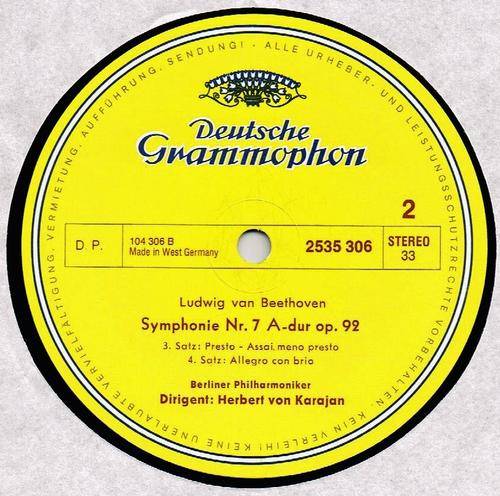 ALLE URHEBER- UND LEISTUNGSSCHUTZRECHTE VORBEHALTEN· KEIN VERLEIH! KEINE UNERLAUBTE VERVIELFÄLTIGUNG, VERMIETUNG, AUFFÜHRUNG, SENDUNG! -
Deutsche
Grammophon
2
D. P.
104 306 B
Made in West Germany
2535 306
STEREO
33
Ludwig van Beethoven
Symphonie Nr. 7 A-dur op. 92
3. Satz: Presto - Assai meno presto
4. Satz: Allegro con brio
Berliner Philharmoniker
Dirigent: Herbert von Karajan